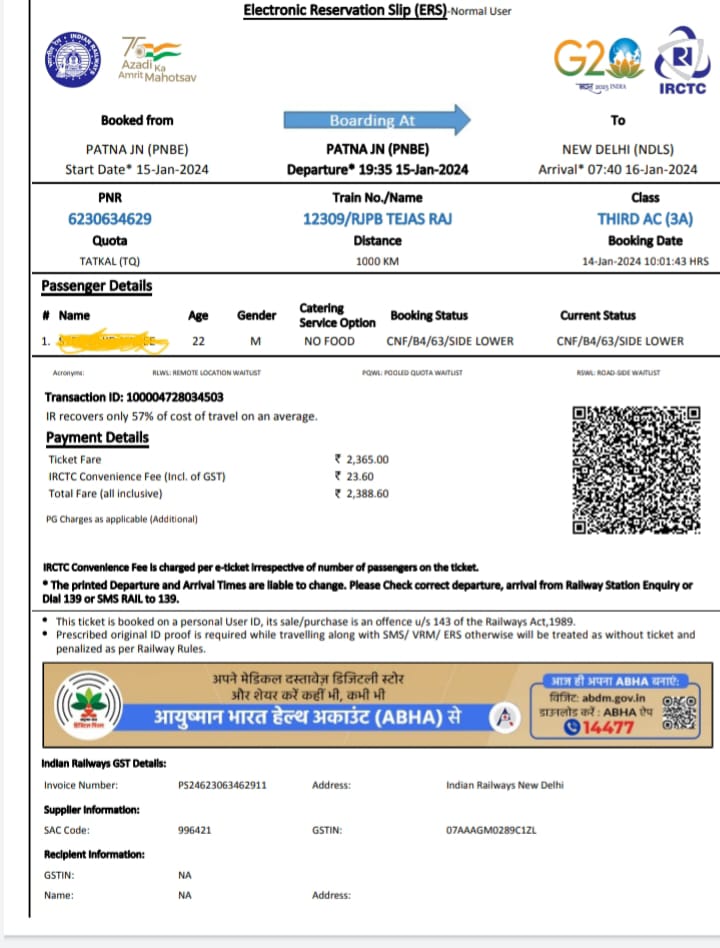 Electronic Reservation Slip (ERS)-Normal User
INDIAN RAILWAYS
75
Azadi Ka
Amrit Mahotsav
G20
भारत 2023 INDIA
IRCTC
Booked from
Boarding At
To
PATNA JN (PNBE)
PATNA JN (PNBE)
NEW DELHI (NDLS)
Start Date* 15-Jan-2024
Departure* 19:35 15-Jan-2024
Arrival* 07:40 16-Jan-2024
PNR
Train No./Name
Class
6230634629
12309/RJPB TEJAS RAJ
THIRD AC (3A)
Quota
Distance
Booking Date
TATKAL (TQ)
1000 KM
14-Jan-2024 10:01:43 HRS
Passenger Details
# Name Age Gender Catering Service Option Booking Status Current Status
1. 22 M NO FOOD CNF/B4/63/SIDE LOWER CNF/B4/63/SIDE LOWER
Acronyms: RLWL: REMOTE LOCATION WAITLIST PQWL: POOLED QUOTA WAITLIST RSWL: ROAD-SIDE WAITLIST
Transaction ID: 100004728034503
IR recovers only 57% of cost of travel on an average.
Payment Details
Ticket Fare ₹ 2,365.00
IRCTC Convenience Fee (Incl. of GST) ₹ 23.60
Total Fare (all inclusive) ₹ 2,388.60
PG Charges as applicable (Additional)
IRCTC Convenience Fee is charged per e-ticket irrespective of number of passengers on the ticket.
* The printed Departure and Arrival Times are liable to change. Please Check correct departure, arrival from Railway Station Enquiry or
Dial 139 or SMS RAIL to 139.
• This ticket is booked on a personal User ID, its sale/purchase is an offence u/s 143 of the Railways Act,1989.
• Prescribed original ID proof is required while travelling along with SMS/ VRM/ ERS otherwise will be treated as without ticket and
penalized as per Railway Rules.
अपने मेडिकल दस्तावेज़ डिजिटली स्टोर
और शेयर करें कहीं भी, कभी भी
आयुष्मान भारत हेल्थ अकाउंट (ABHA) से
आज ही अपना ABHA बनाएं:
विजिट: abdm.gov.in
डाउनलोड करें : ABHA ऐप
14477
Indian Railways GST Details:
Invoice Number: PS24623063462911 Address: Indian Railways New Delhi
Supplier Information:
SAC Code: 996421 GSTIN: 07AAAGM0289C1ZL
Recipient Information:
GSTIN: NA
Name: NA Address: